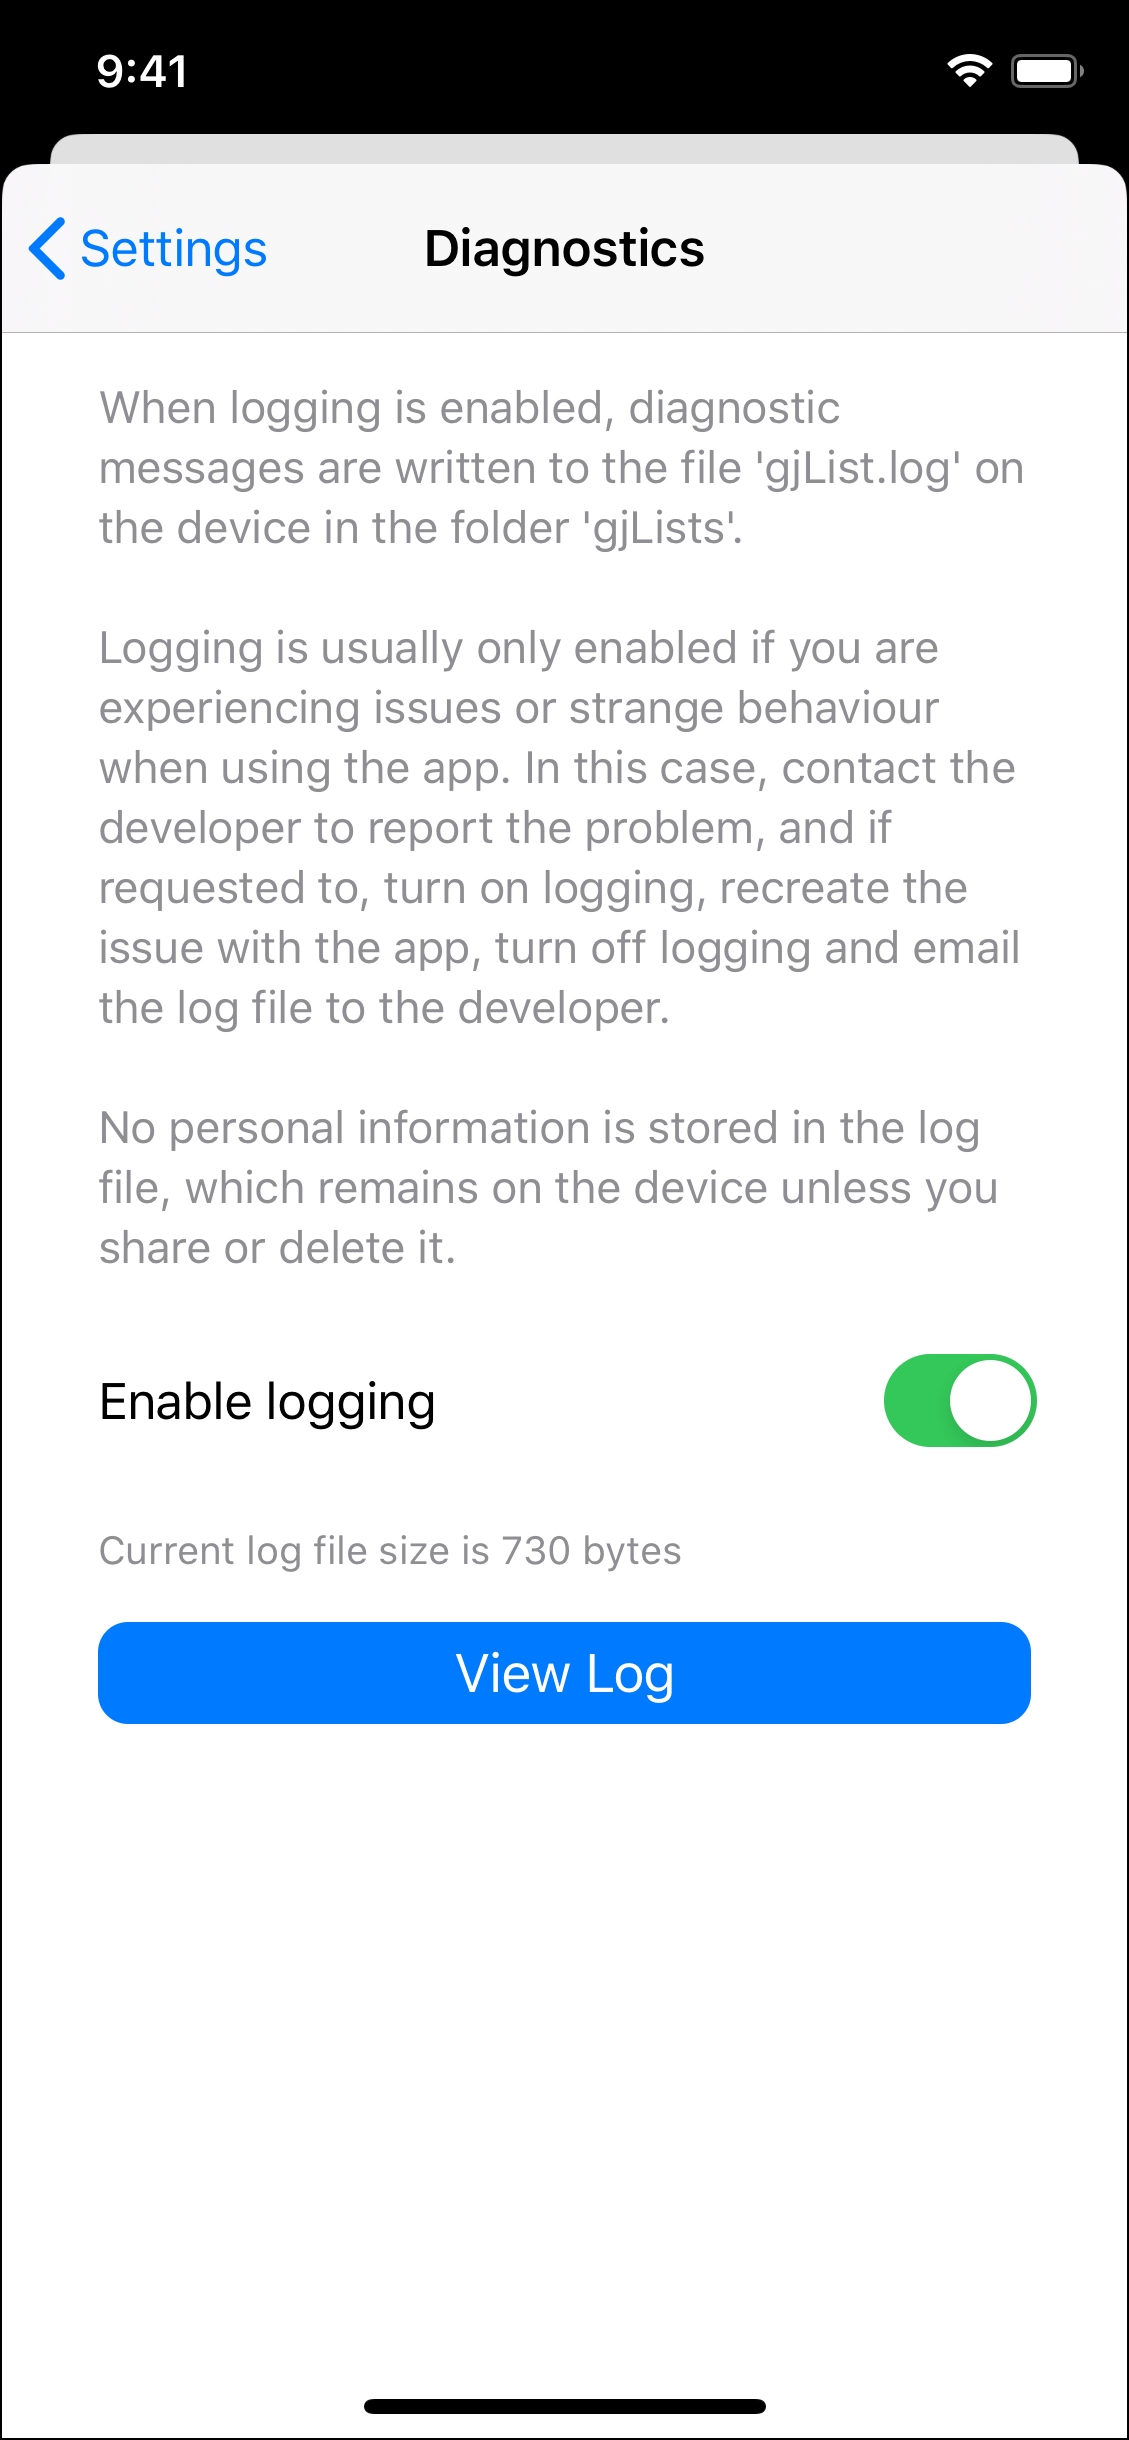 9:41
Settings
Diagnostics
When logging is enabled, diagnostic
messages are written to the file 'gjList.log' on
the device in the folder 'gjLists'.
Logging is usually only enabled if you are
experiencing issues or strange behaviour
when using the app. In this case, contact the
developer to report the problem, and if
requested to, turn on logging, recreate the
issue with the app, turn off logging and email
the log file to the developer.
No personal information is stored in the log
file, which remains on the device unless you
share or delete it.
Enable logging
Current log file size is 730 bytes
View Log